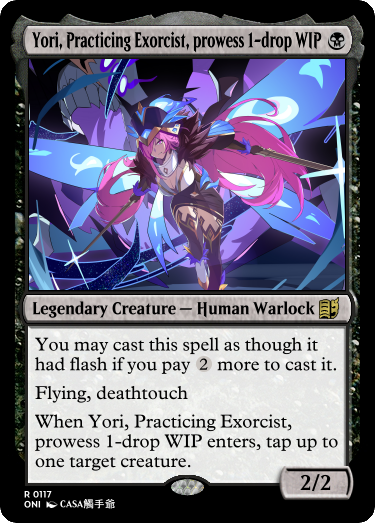 Yori, Practicing Exorcist, prowess 1-drop WIP
Legendary Creature — Human Warlock
You may cast this spell as though it
had flash if you pay 2 more to cast it.
Flying, deathtouch
When Yori, Practicing Exorcist,
prowess 1-drop WIP enters, tap up to
one target creature.
2/2
R 0117
ONI CASA觸手爺